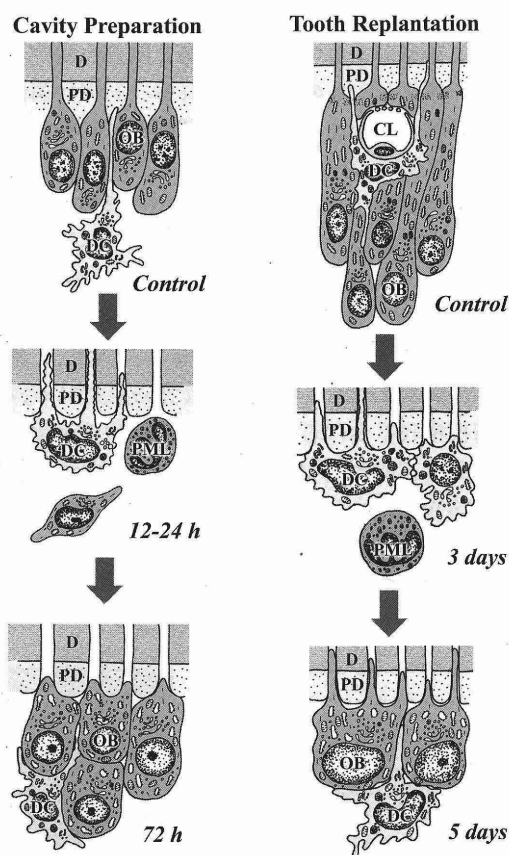 Cavity Preparation
D
PD
OB
DC
Control
D
PD
DC
PML
12-24 h
D
PD
OB
DC
72 h
Tooth Replantation
D
PD
CL
DC
OB
Control
D
PD
DC
PML
3 days
D
PD
OB
DC
5 days